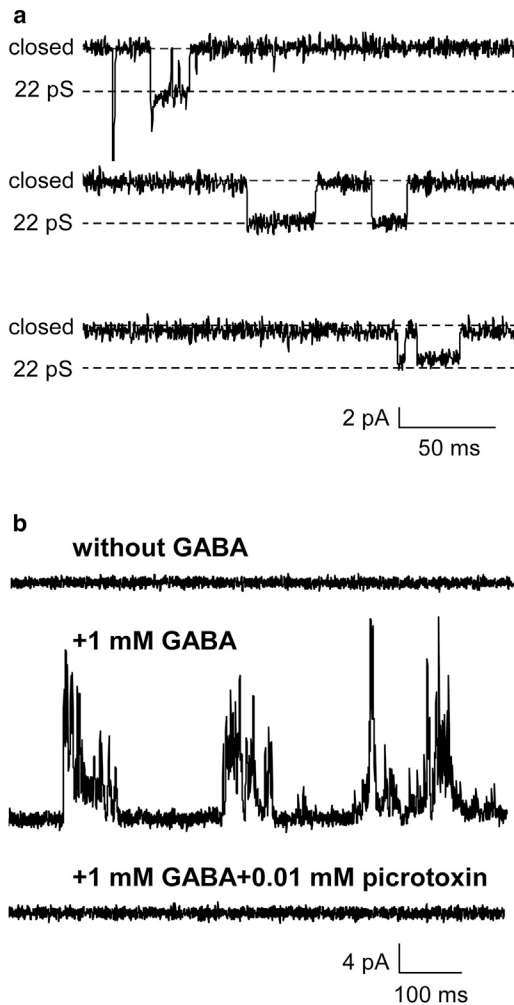 a
closed
22 pS
closed
22 pS
closed
22 pS
2 pA
50 ms
b
without GABA
+1 mM GABA
+1 mM GABA+0.01 mM picrotoxin
4 pA
100 ms